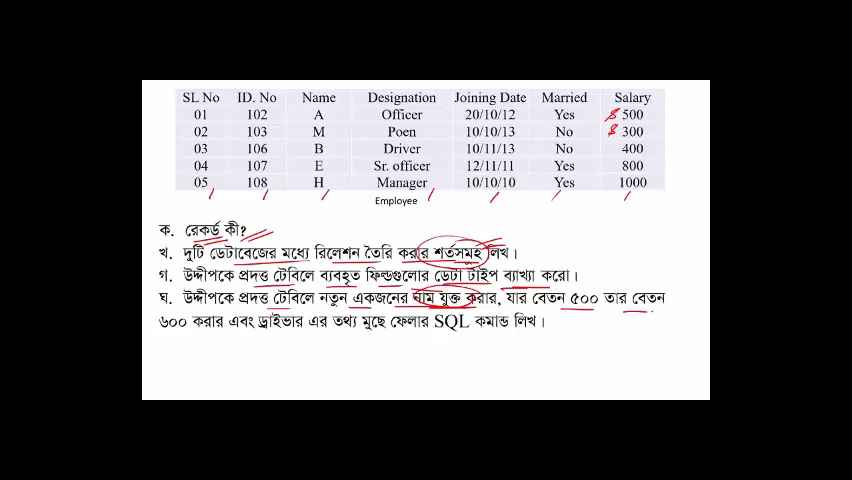 SL No ID. No Name Designation Joining Date Married Salary
01 102 A Officer 20/10/12 Yes $500
02 103 M Poen 10/10/13 No $300
03 106 B Driver 10/11/13 No 400
04 107 E Sr. officer 12/11/11 Yes 800
05 108 H Manager 10/10/10 Yes 1000
Employee
ক. রেকর্ড কী?
খ. দুটি ডেটাবেজের মধ্যে রিলেশন তৈরি করার শর্তসমূহ লিখ।
গ. উদ্দীপকে প্রদত্ত টেবিলে ব্যবহৃত ফিল্ডগুলোর ডেটা টাইপ ব্যাখ্যা করো।
ঘ. উদ্দীপকে প্রদত্ত টেবিলে নতুন একজনের নাম যুক্ত করার, যার বেতন ৫০০ তার বেতন
৬০০ করার এবং ড্রাইভার এর তথ্য মুছে ফেলার SQL কমান্ড লিখ।